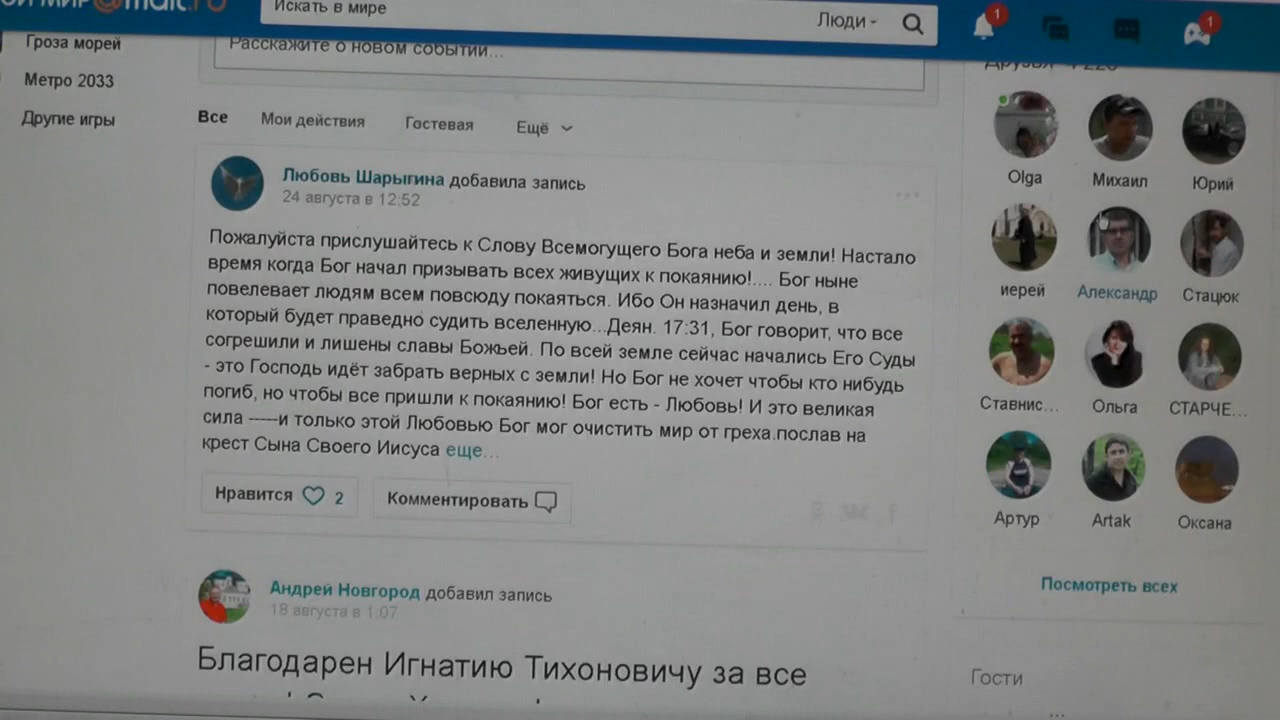 Искать в мире
Люди
1
1
Гроза морей
Метро 2033
Другие игры
Расскажите о новом событии...
Все Мои действия Гостевая Ещё
Любовь Шарыгина добавила запись
24 августа в 12:52
Пожалуйста прислушайтесь к Слову Всемогущего Бога неба и земли! Настало
время когда Бог начал призывать всех живущих к покаянию!.... Бог ныне
повелевает людям всем повсюду покаяться. Ибо Он назначил день, в
который будет праведно судить вселенную...Деян. 17:31, Бог говорит, что все
согрешили и лишены славы Божьей. По всей земле сейчас начались Его Суды
- это Господь идёт забрать верных с земли! Но Бог не хочет чтобы кто нибудь
погиб, но чтобы все пришли к покаянию! Бог есть - Любовь! И это великая
сила -----и только этой Любовью Бог мог очистить мир от греха.послав на
крест Сына Своего Иисуса еще...
Нравится 2 Комментировать
Андрей Новгород добавил запись
18 августа в 1:07
Благодарен Игнатию Тихоновичу за все
Olga Михаил Юрий
иерей Александр Стацюк
Ставнис... Ольга СТАРЧЕ...
Артур Artak Оксана
Посмотреть всех
Гости